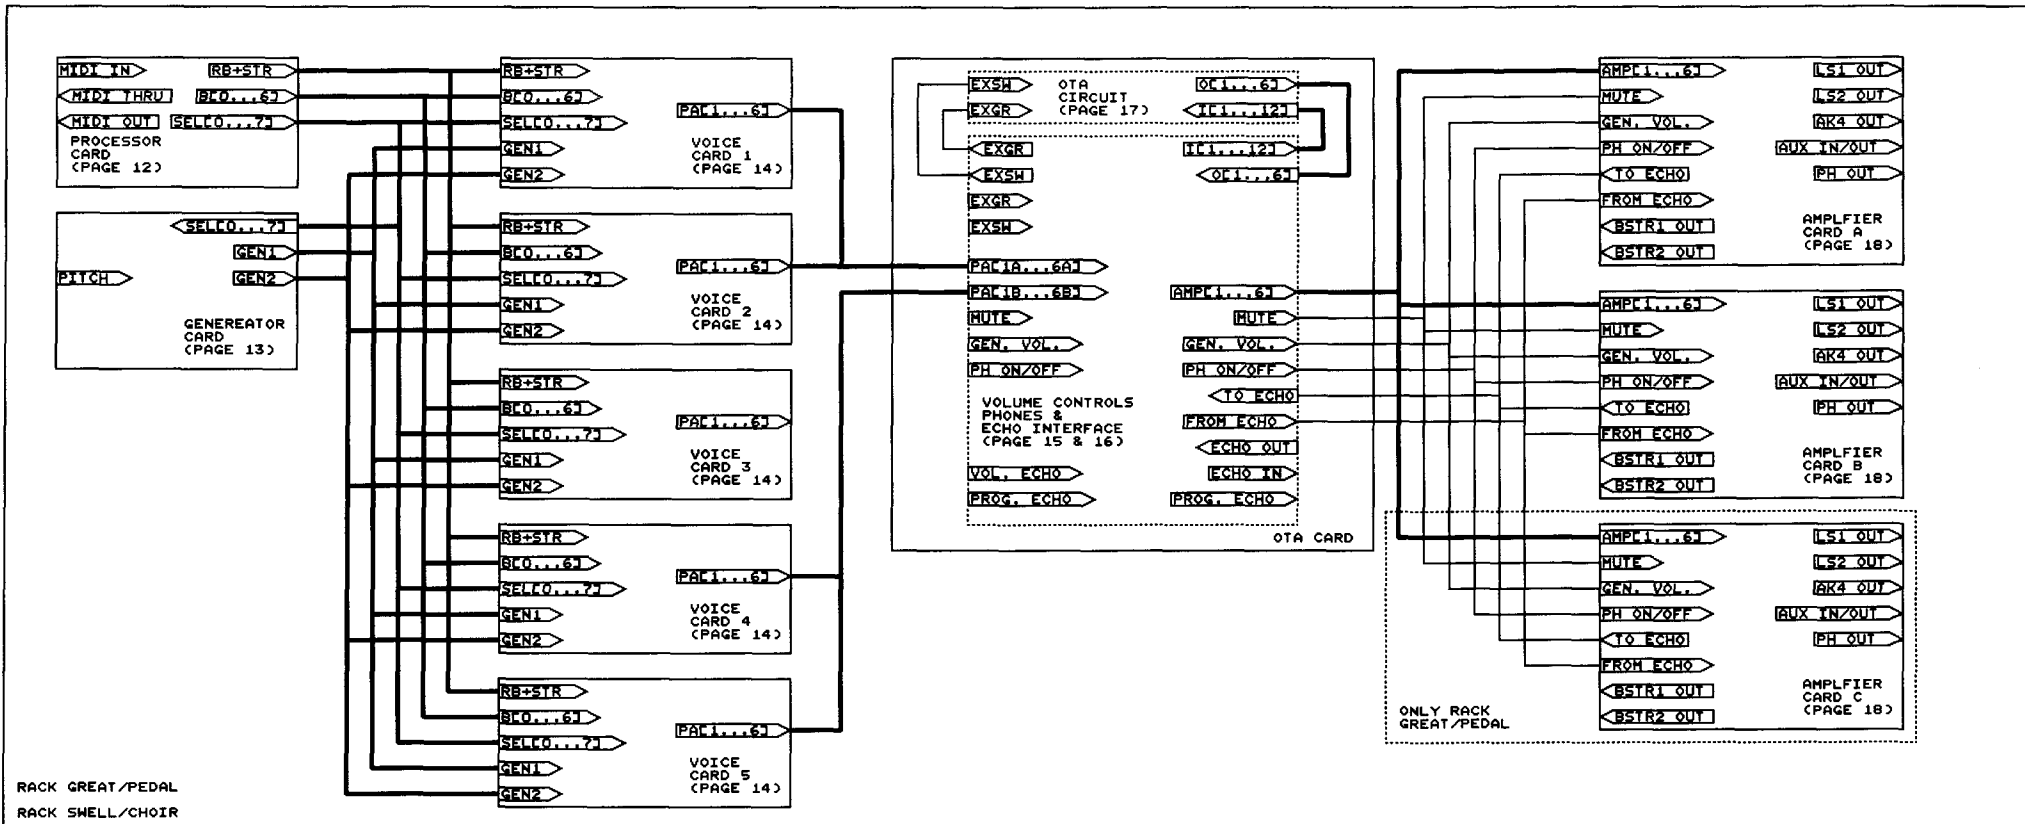 MIDI IN
RB+STR
MIDI THRU
B[0...6]
MIDI OUT
SEL[0...7]
PROCESSOR
CARD
(PAGE 12)
SEL[0...7]
GEN1
PITCH
GEN2
GENEREATOR
CARD
(PAGE 13)
RB+STR
B[0...6]
SEL[0...7]
GEN1
GEN2
PA[1...6]
VOICE
CARD 1
(PAGE 14)
RB+STR
B[0...6]
SEL[0...7]
GEN1
GEN2
PA[1...6]
VOICE
CARD 2
(PAGE 14)
RB+STR
B[0...6]
SEL[0...7]
GEN1
GEN2
PA[1...6]
VOICE
CARD 3
(PAGE 14)
RB+STR
B[0...6]
SEL[0...7]
GEN1
GEN2
PA[1...6]
VOICE
CARD 4
(PAGE 14)
RB+STR
B[0...6]
SEL[0...7]
GEN1
GEN2
PA[1...6]
VOICE
CARD 5
(PAGE 14)
EXSW
EXGR
OTA
CIRCUIT
(PAGE 17)
O[1...6]
I[1...12]
EXGR
EXSW
EXGR
EXSW
PA[1A...6A]
PA[1B...6B]
MUTE
GEN. VOL.
PH ON/OFF
VOLUME CONTROLS
PHONES &
ECHO INTERFACE
(PAGE 15 & 16)
VOL. ECHO
PROG. ECHO
I[1...12]
O[1...6]
AMP[1...6]
MUTE
GEN. VOL.
PH ON/OFF
TO ECHO
FROM ECHO
ECHO OUT
ECHO IN
PROG. ECHO
OTA CARD
AMP[1...6]
MUTE
GEN. VOL.
PH ON/OFF
TO ECHO
FROM ECHO
BSTR1 OUT
BSTR2 OUT
LS1 OUT
LS2 OUT
AK4 OUT
AUX IN/OUT
PH OUT
AMPLFIER
CARD A
(PAGE 18)
AMP[1...6]
MUTE
GEN. VOL.
PH ON/OFF
TO ECHO
FROM ECHO
BSTR1 OUT
BSTR2 OUT
LS1 OUT
LS2 OUT
AK4 OUT
AUX IN/OUT
PH OUT
AMPLFIER
CARD B
(PAGE 18)
AMP[1...6]
MUTE
GEN. VOL.
PH ON/OFF
TO ECHO
FROM ECHO
BSTR1 OUT
BSTR2 OUT
LS1 OUT
LS2 OUT
AK4 OUT
AUX IN/OUT
PH OUT
AMPLFIER
CARD C
(PAGE 18)
ONLY RACK
GREAT/PEDAL
RACK GREAT/PEDAL
RACK SWELL/CHOIR